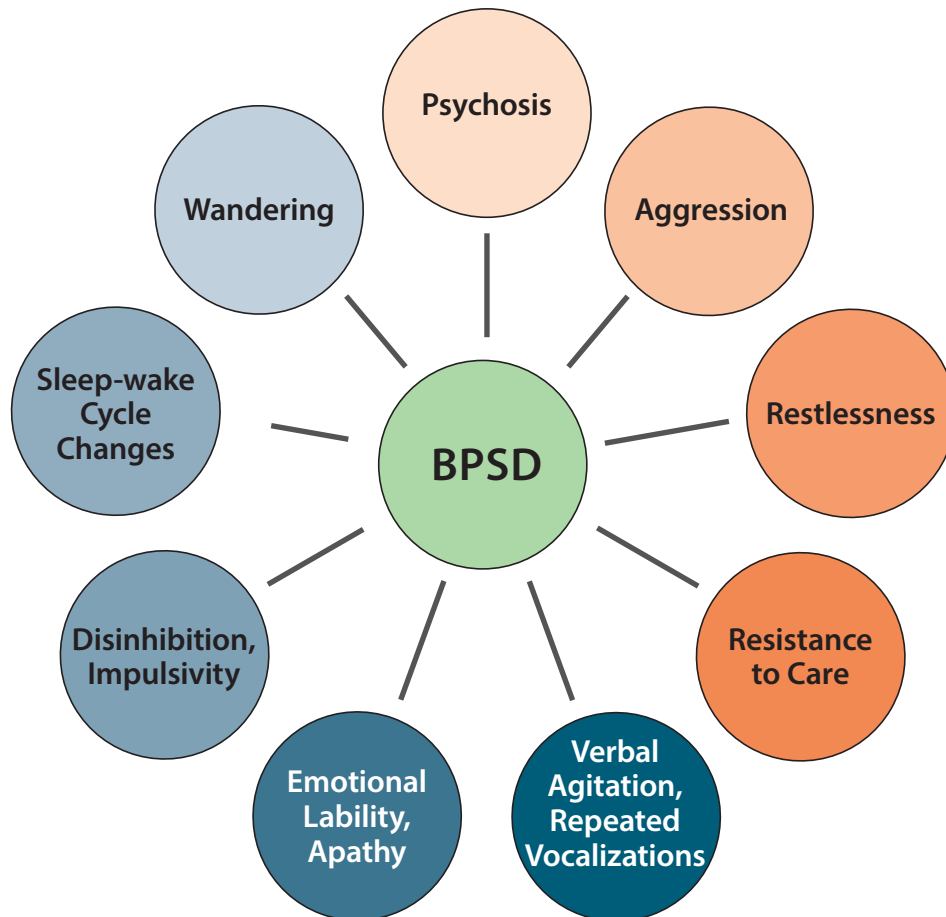 Psychosis
Wandering
Aggression
Sleep-wake
Cycle
Changes
Restlessness
BPSD
Disinhibition,
Impulsivity
Resistance
to Care
Emotional
Lability,
Apathy
Verbal
Agitation,
Repeated
Vocalizations